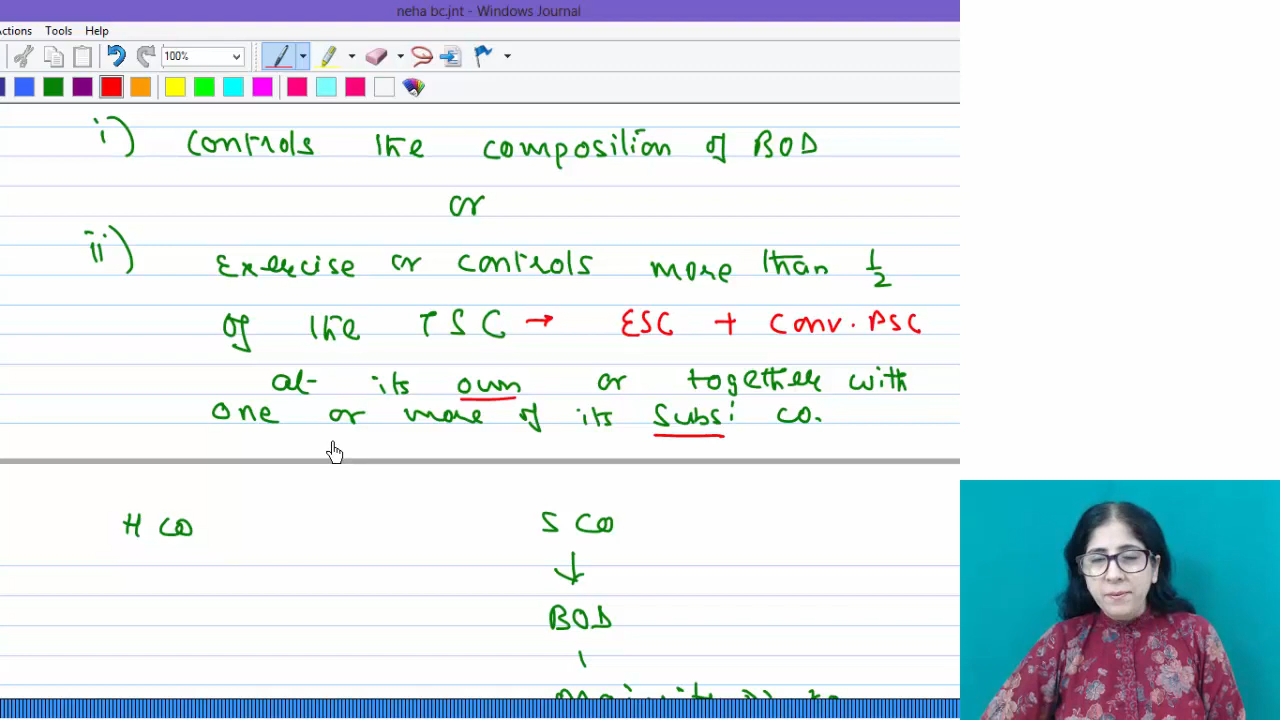 neha bc.jnt - Windows Journal
Actions Tools Help
100%
i) Controls the composition of BOD
or
ii) Exercise or controls more than 1/2
of the TSC → ESC + Conv. PSC
at its own or together with
one or more of its Subsi co.
H CO S CO
↓
BOD